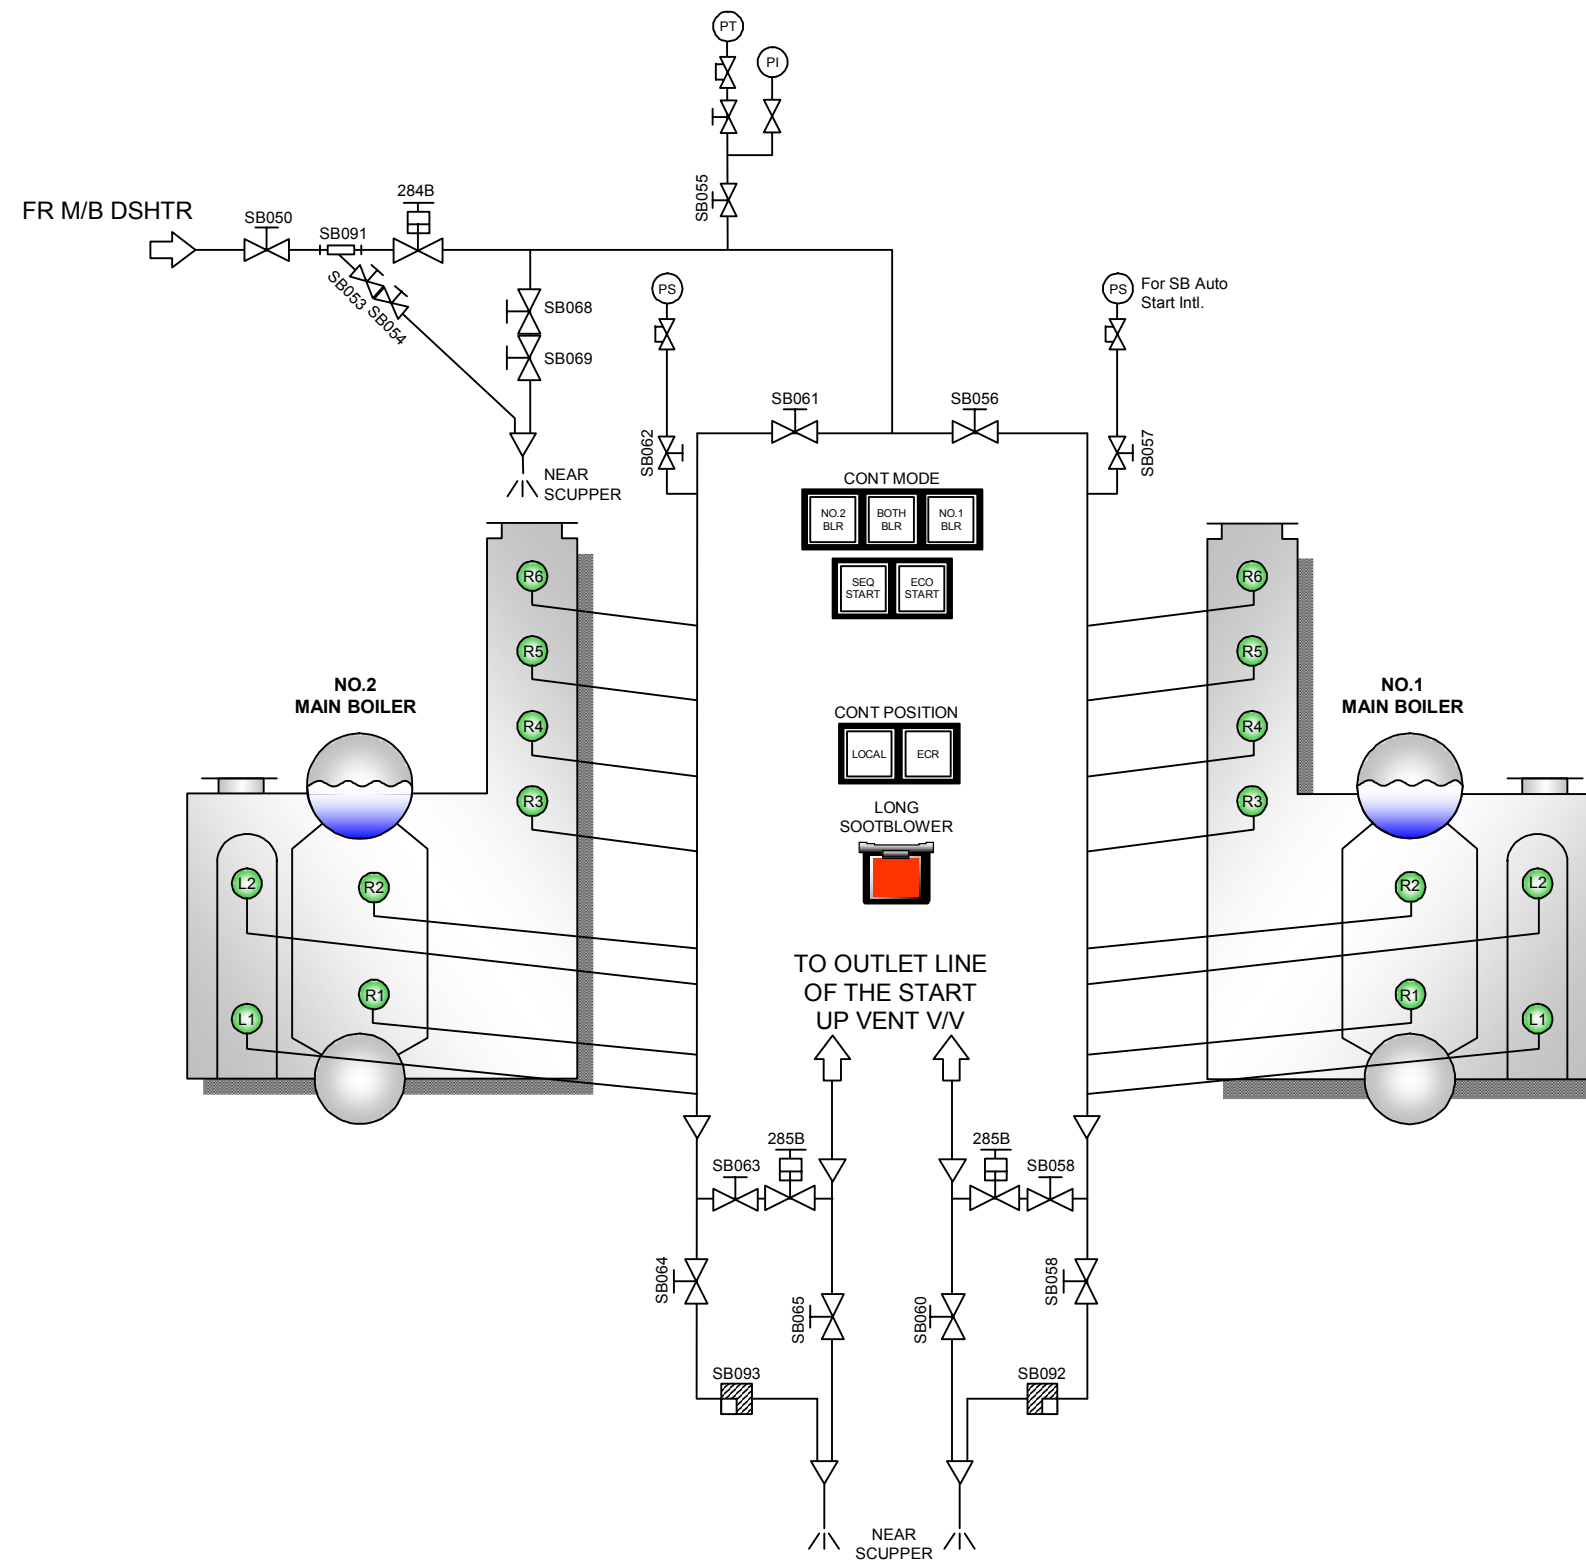 PT
PI
FR M/B DSHTR
SB050
SB091
284B
SB055
SB053
SB054
SB068
SB069
NEAR
SCUPPER
PS
PS
For SB Auto
Start Intl.
SB061
SB056
SB062
SB057
CONT MODE
NO.2
BLR
BOTH
BLR
NO.1
BLR
SEQ
START
ECO
START
CONT POSITION
LOCAL
ECR
LONG
SOOTBLOWER
NO.2
MAIN BOILER
R6
R5
R4
R3
L2
R2
R1
L1
NO.1
MAIN BOILER
R6
R5
R4
R3
R2
L2
R1
L1
TO OUTLET LINE
OF THE START
UP VENT V/V
SB063
285B
285B
SB058
SB064
SB065
SB060
SB058
SB093
SB092
NEAR
SCUPPER